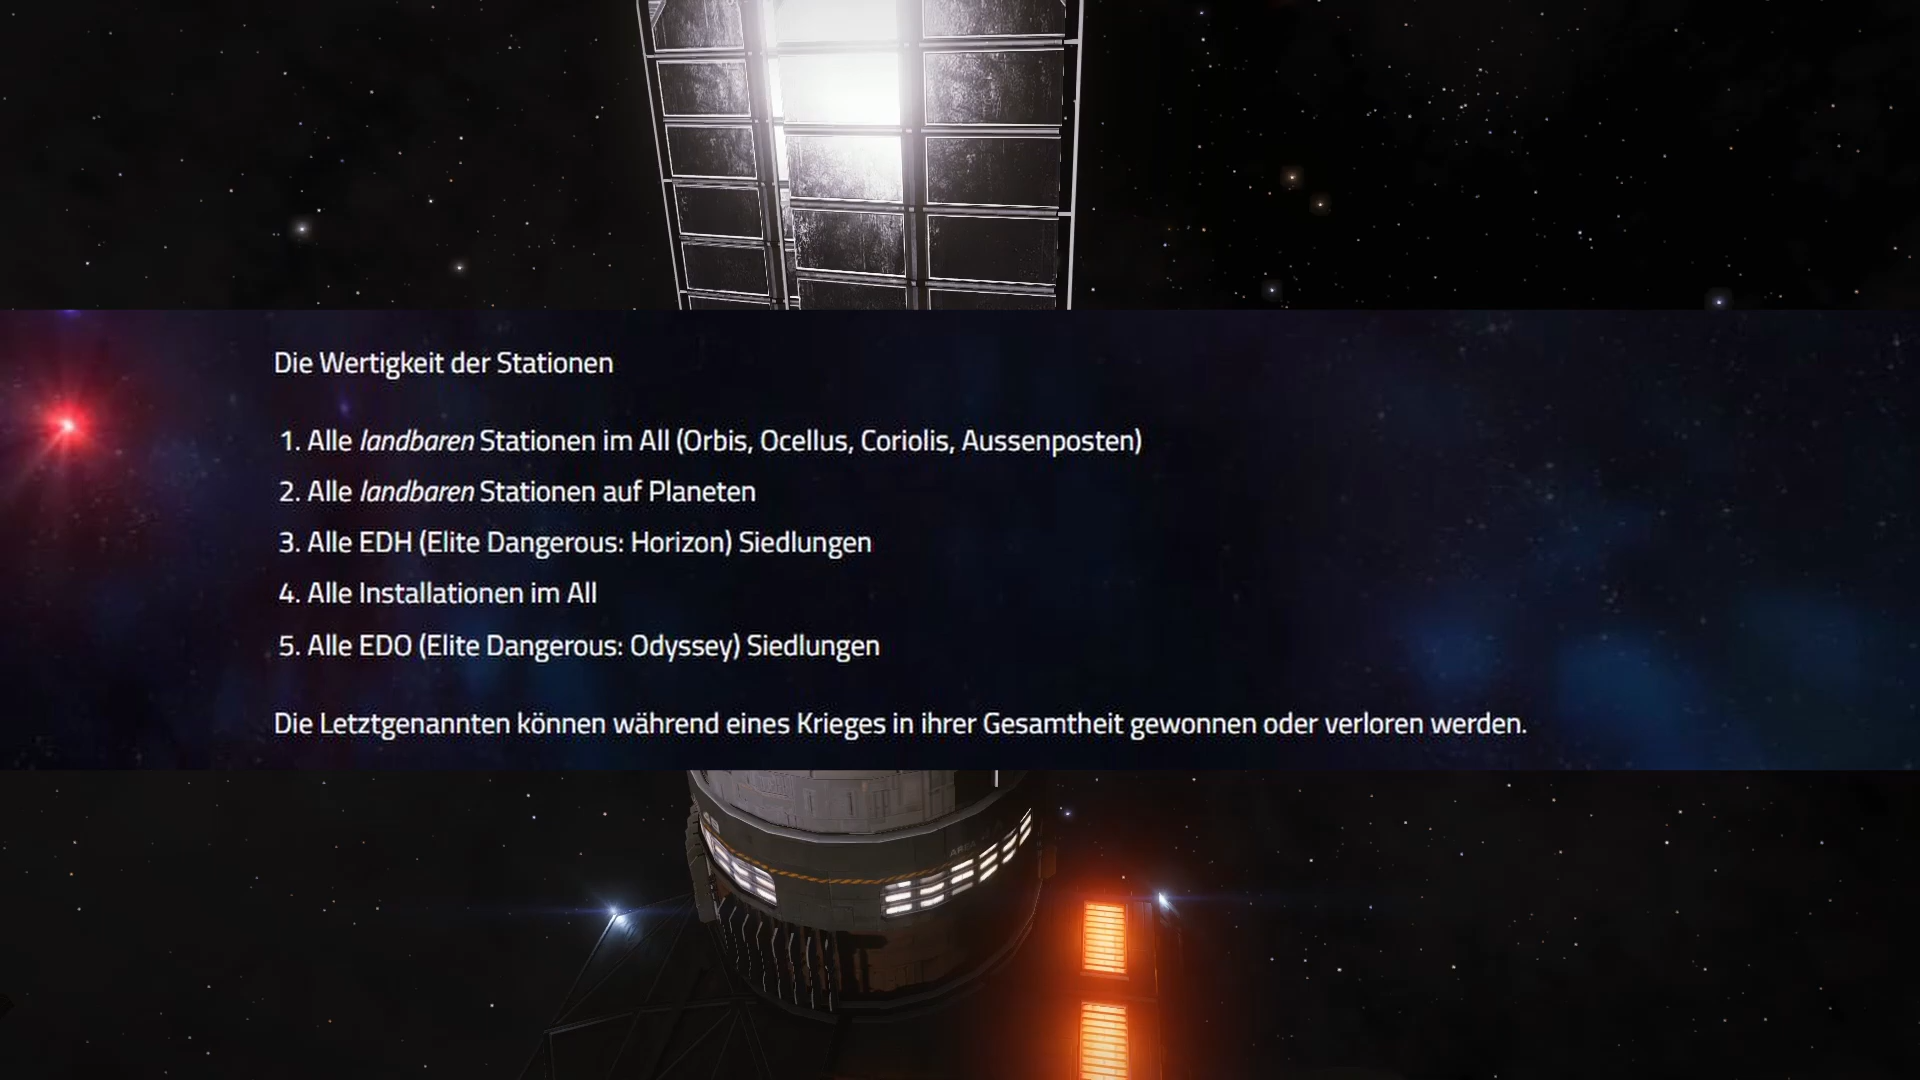 Die Wertigkeit der Stationen
1. Alle landbaren Stationen im All (Orbis, Ocellus, Coriolis, Aussenposten)
2. Alle landbaren Stationen auf Planeten
3. Alle EDH (Elite Dangerous: Horizon) Siedlungen
4. Alle Installationen im All
5. Alle EDO (Elite Dangerous: Odyssey) Siedlungen
Die Letztgenannten können während eines Krieges in ihrer Gesamtheit gewonnen oder verloren werden.